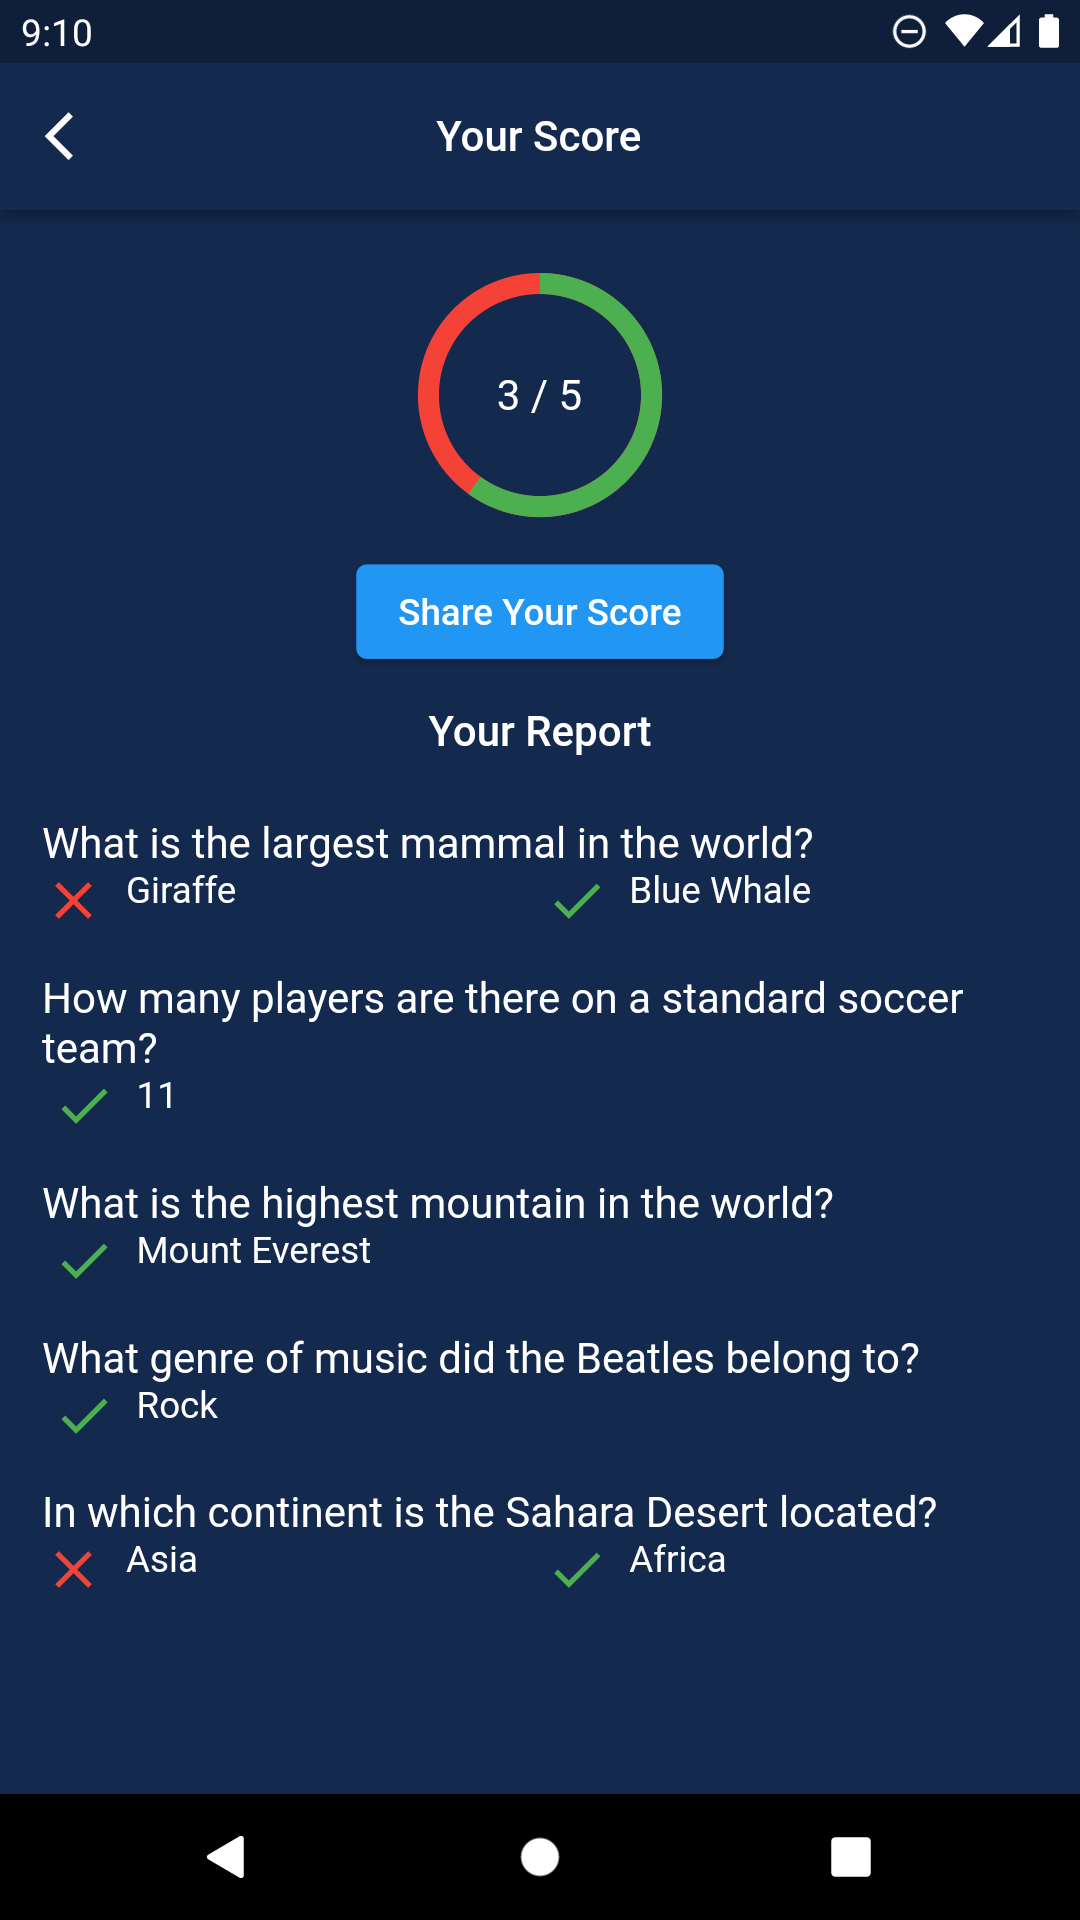 9:10
Your Score
3 / 5
Share Your Score
Your Report
What is the largest mammal in the world?
Giraffe Blue Whale
How many players are there on a standard soccer
team?
11
What is the highest mountain in the world?
Mount Everest
What genre of music did the Beatles belong to?
Rock
In which continent is the Sahara Desert located?
Asia Africa